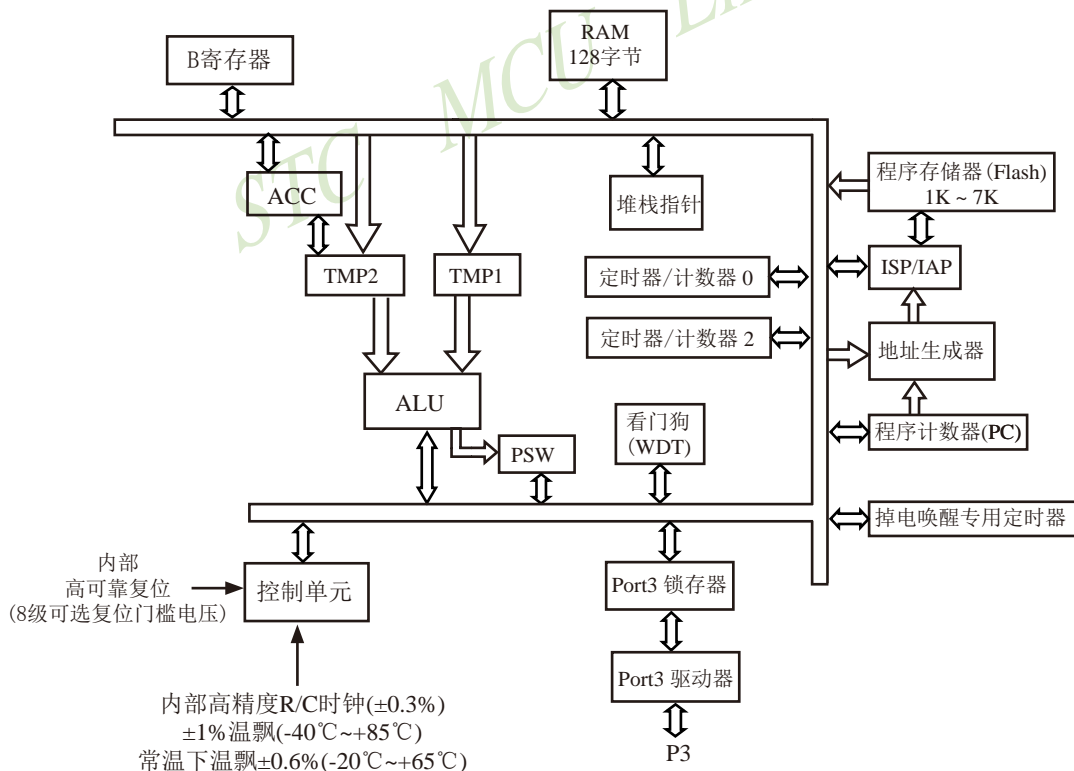 STC MCU
B寄存器
RAM
128字节
ACC
堆栈指针
程序存储器(Flash)
1K ~ 7K
TMP2
TMP1
定时器/计数器 0
ISP/IAP
定时器/计数器 2
地址生成器
ALU
看门狗
(WDT)
程序计数器(PC)
PSW
掉电唤醒专用定时器
内部
高可靠复位
(8级可选复位门槛电压)
控制单元
Port3 锁存器
内部高精度R/C时钟(±0.3%)
±1%温飘(-40℃~+85℃)
常温下温飘±0.6%(-20℃~+65℃)
Port3 驱动器
P3